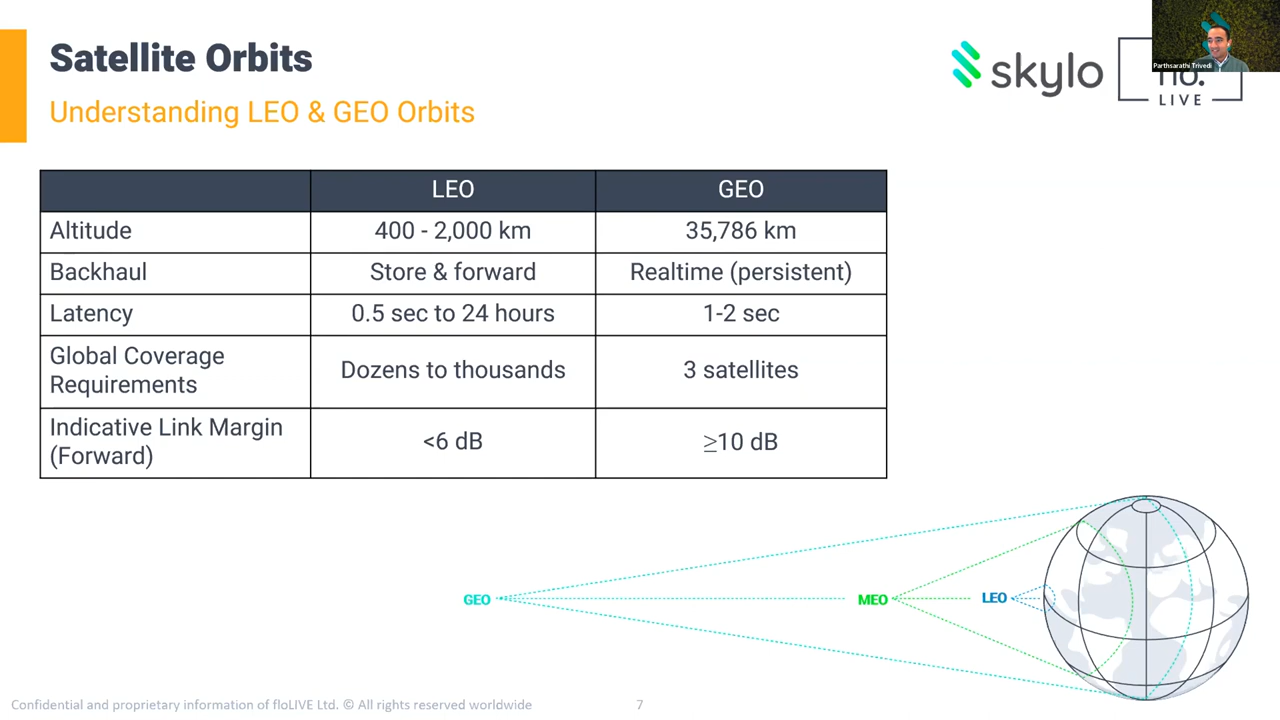 Satellite Orbits
Understanding LEO & GEO Orbits
skylo
flo.
LIVE
Parthsarathi Trivedi
LEO GEO
Altitude 400 - 2,000 km 35,786 km
Backhaul Store & forward Realtime (persistent)
Latency 0.5 sec to 24 hours 1-2 sec
Global Coverage
Requirements Dozens to thousands 3 satellites
Indicative Link Margin
(Forward) <6 dB ≥10 dB
GEO MEO LEO
Confidential and proprietary information of floLIVE Ltd. © All rights reserved worldwide 7